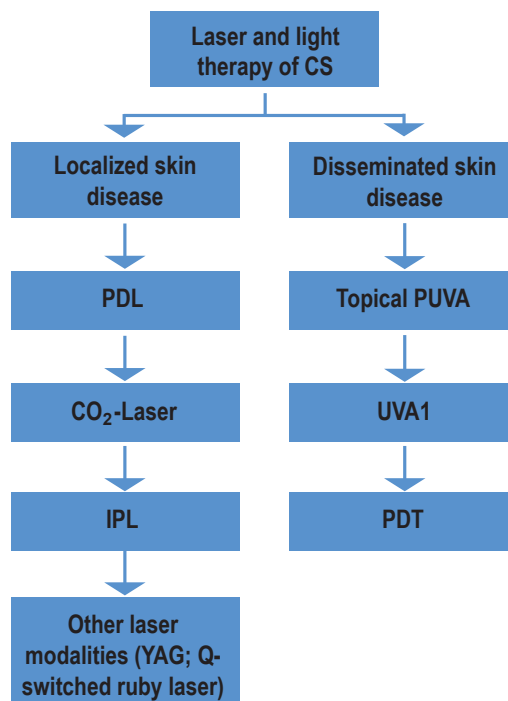 Laser and light
therapy of CS
Localized skin
disease
Disseminated skin
disease
PDL
Topical PUVA
CO₂-Laser
UVA1
IPL
PDT
Other laser
modalities (YAG; Q-
switched ruby laser)